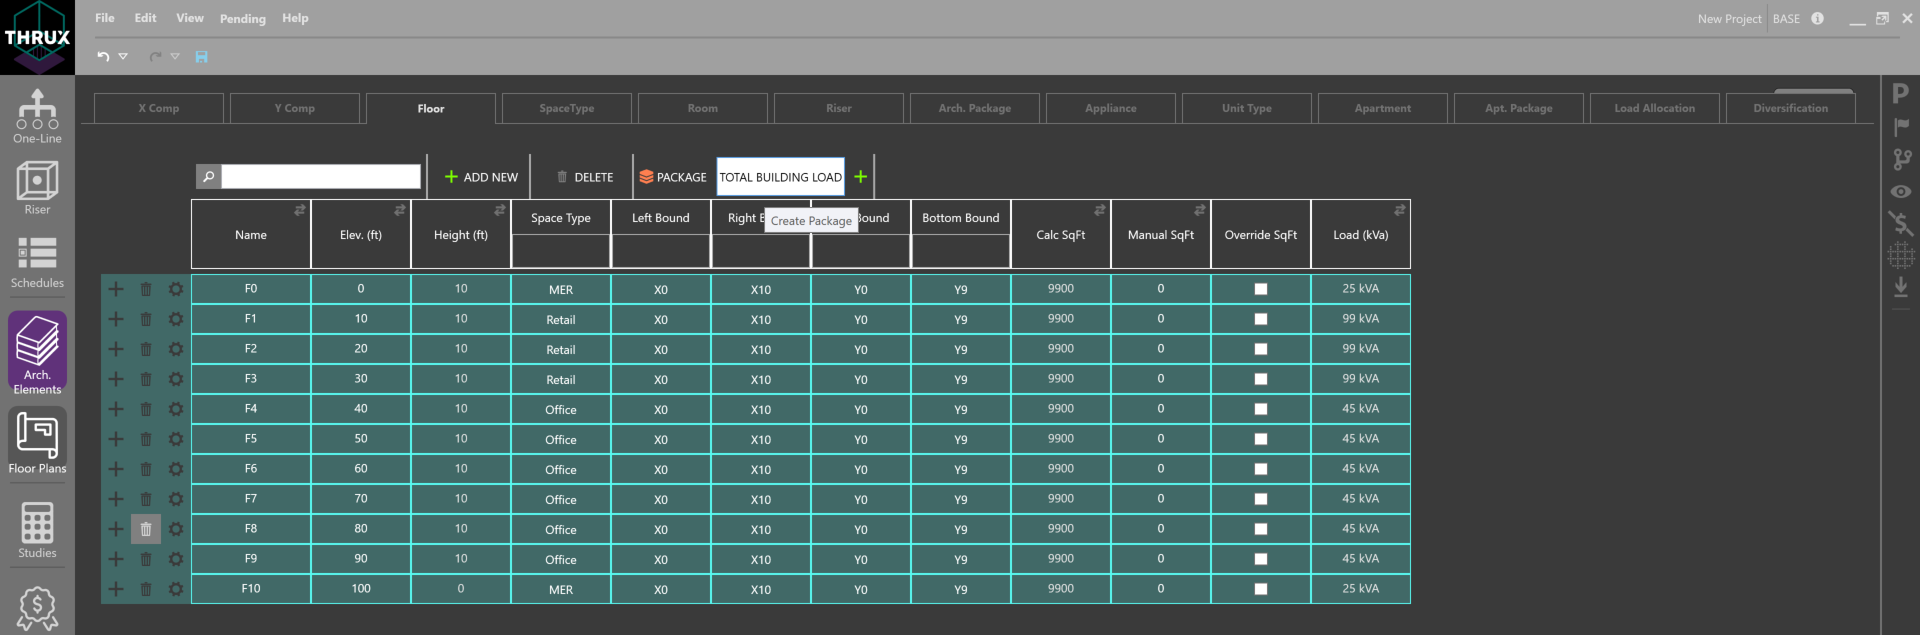 THRUX
File Edit View Pending Help
New Project BASE
One-Line
Riser
Schedules
Arch.
Elements
Floor Plans
Studies
X Comp Y Comp Floor SpaceType Room Riser Arch. Package Appliance Unit Type Apartment Apt. Package Load Allocation Diversification
ADD NEW DELETE PACKAGE TOTAL BUILDING LOAD
Create Package
Name Elev. (ft) Height (ft) Space Type Left Bound Right Bound Bottom Bound Calc SqFt Manual SqFt Override SqFt Load (kVa)
F0 0 10 MER X0 X10 Y0 Y9 9900 0 25 kVA
F1 10 10 Retail X0 X10 Y0 Y9 9900 0 99 kVA
F2 20 10 Retail X0 X10 Y0 Y9 9900 0 99 kVA
F3 30 10 Retail X0 X10 Y0 Y9 9900 0 99 kVA
F4 40 10 Office X0 X10 Y0 Y9 9900 0 45 kVA
F5 50 10 Office X0 X10 Y0 Y9 9900 0 45 kVA
F6 60 10 Office X0 X10 Y0 Y9 9900 0 45 kVA
F7 70 10 Office X0 X10 Y0 Y9 9900 0 45 kVA
F8 80 10 Office X0 X10 Y0 Y9 9900 0 45 kVA
F9 90 10 Office X0 X10 Y0 Y9 9900 0 45 kVA
F10 100 0 MER X0 X10 Y0 Y9 9900 0 25 kVA
P